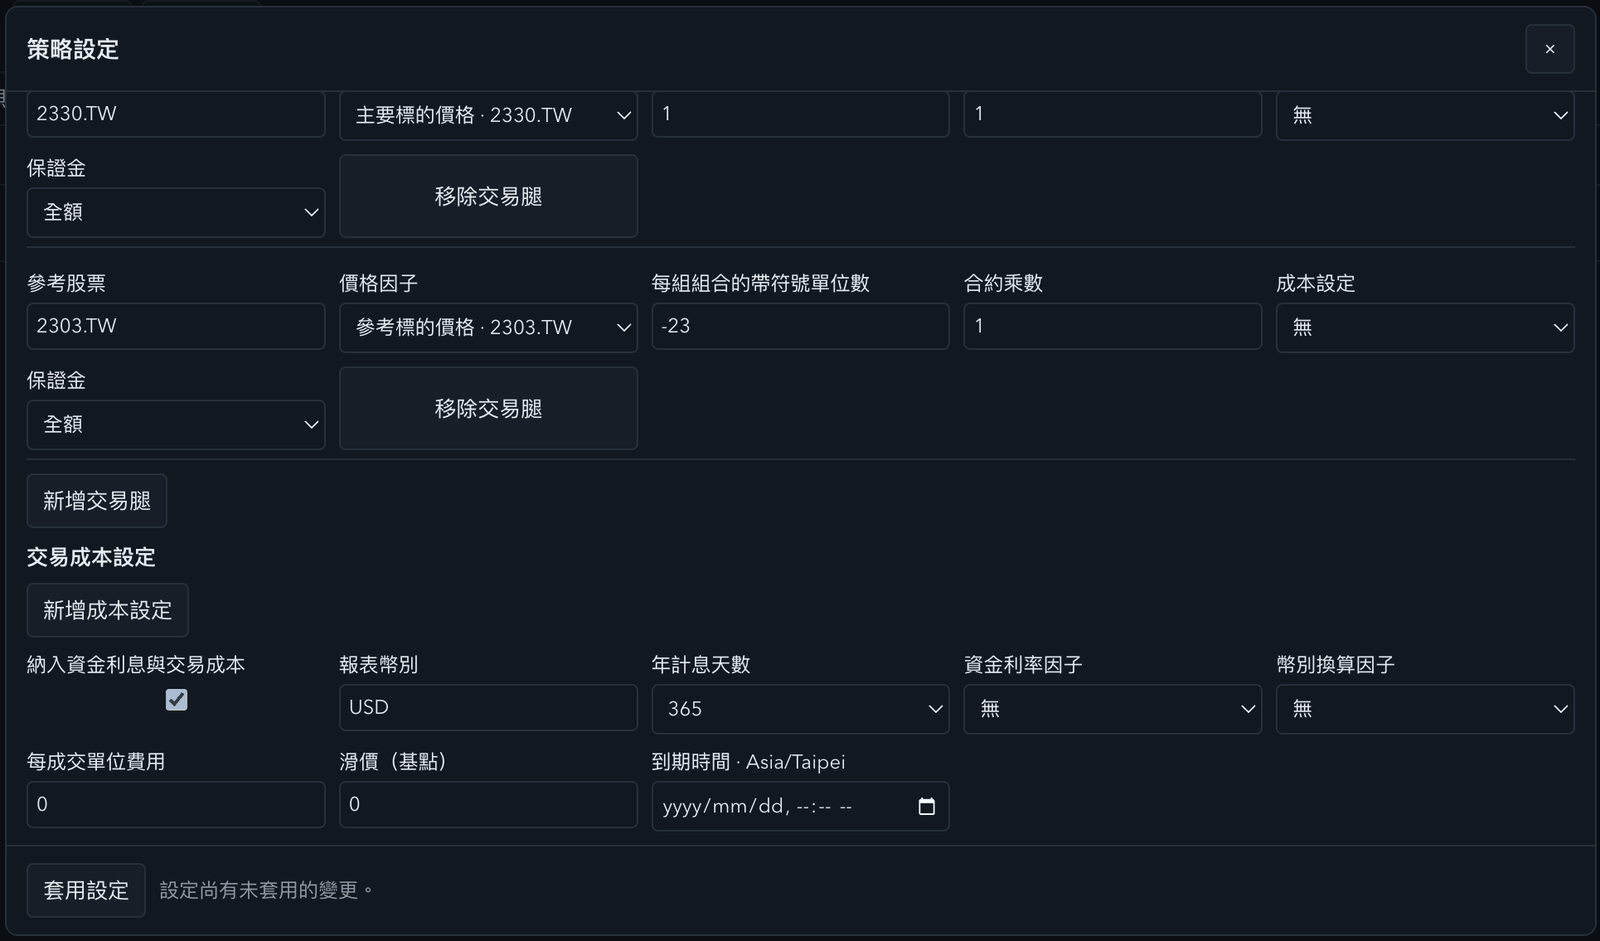 策略設定
×
2330.TW
主要標的價格 · 2330.TW
1
1
無
保證金
全額
移除交易腿
參考股票
價格因子
每組組合的帶符號單位數
合約乘數
成本設定
2303.TW
參考標的價格 · 2303.TW
-23
1
無
保證金
全額
移除交易腿
新增交易腿
交易成本設定
新增成本設定
納入資金利息與交易成本
報表幣別
年計息天數
資金利率因子
幣別換算因子
USD
365
無
無
每成交單位費用
滑價（基點）
到期時間 · Asia/Taipei
0
0
yyyy/mm/dd, --:-- --
套用設定
設定尚有未套用的變更。